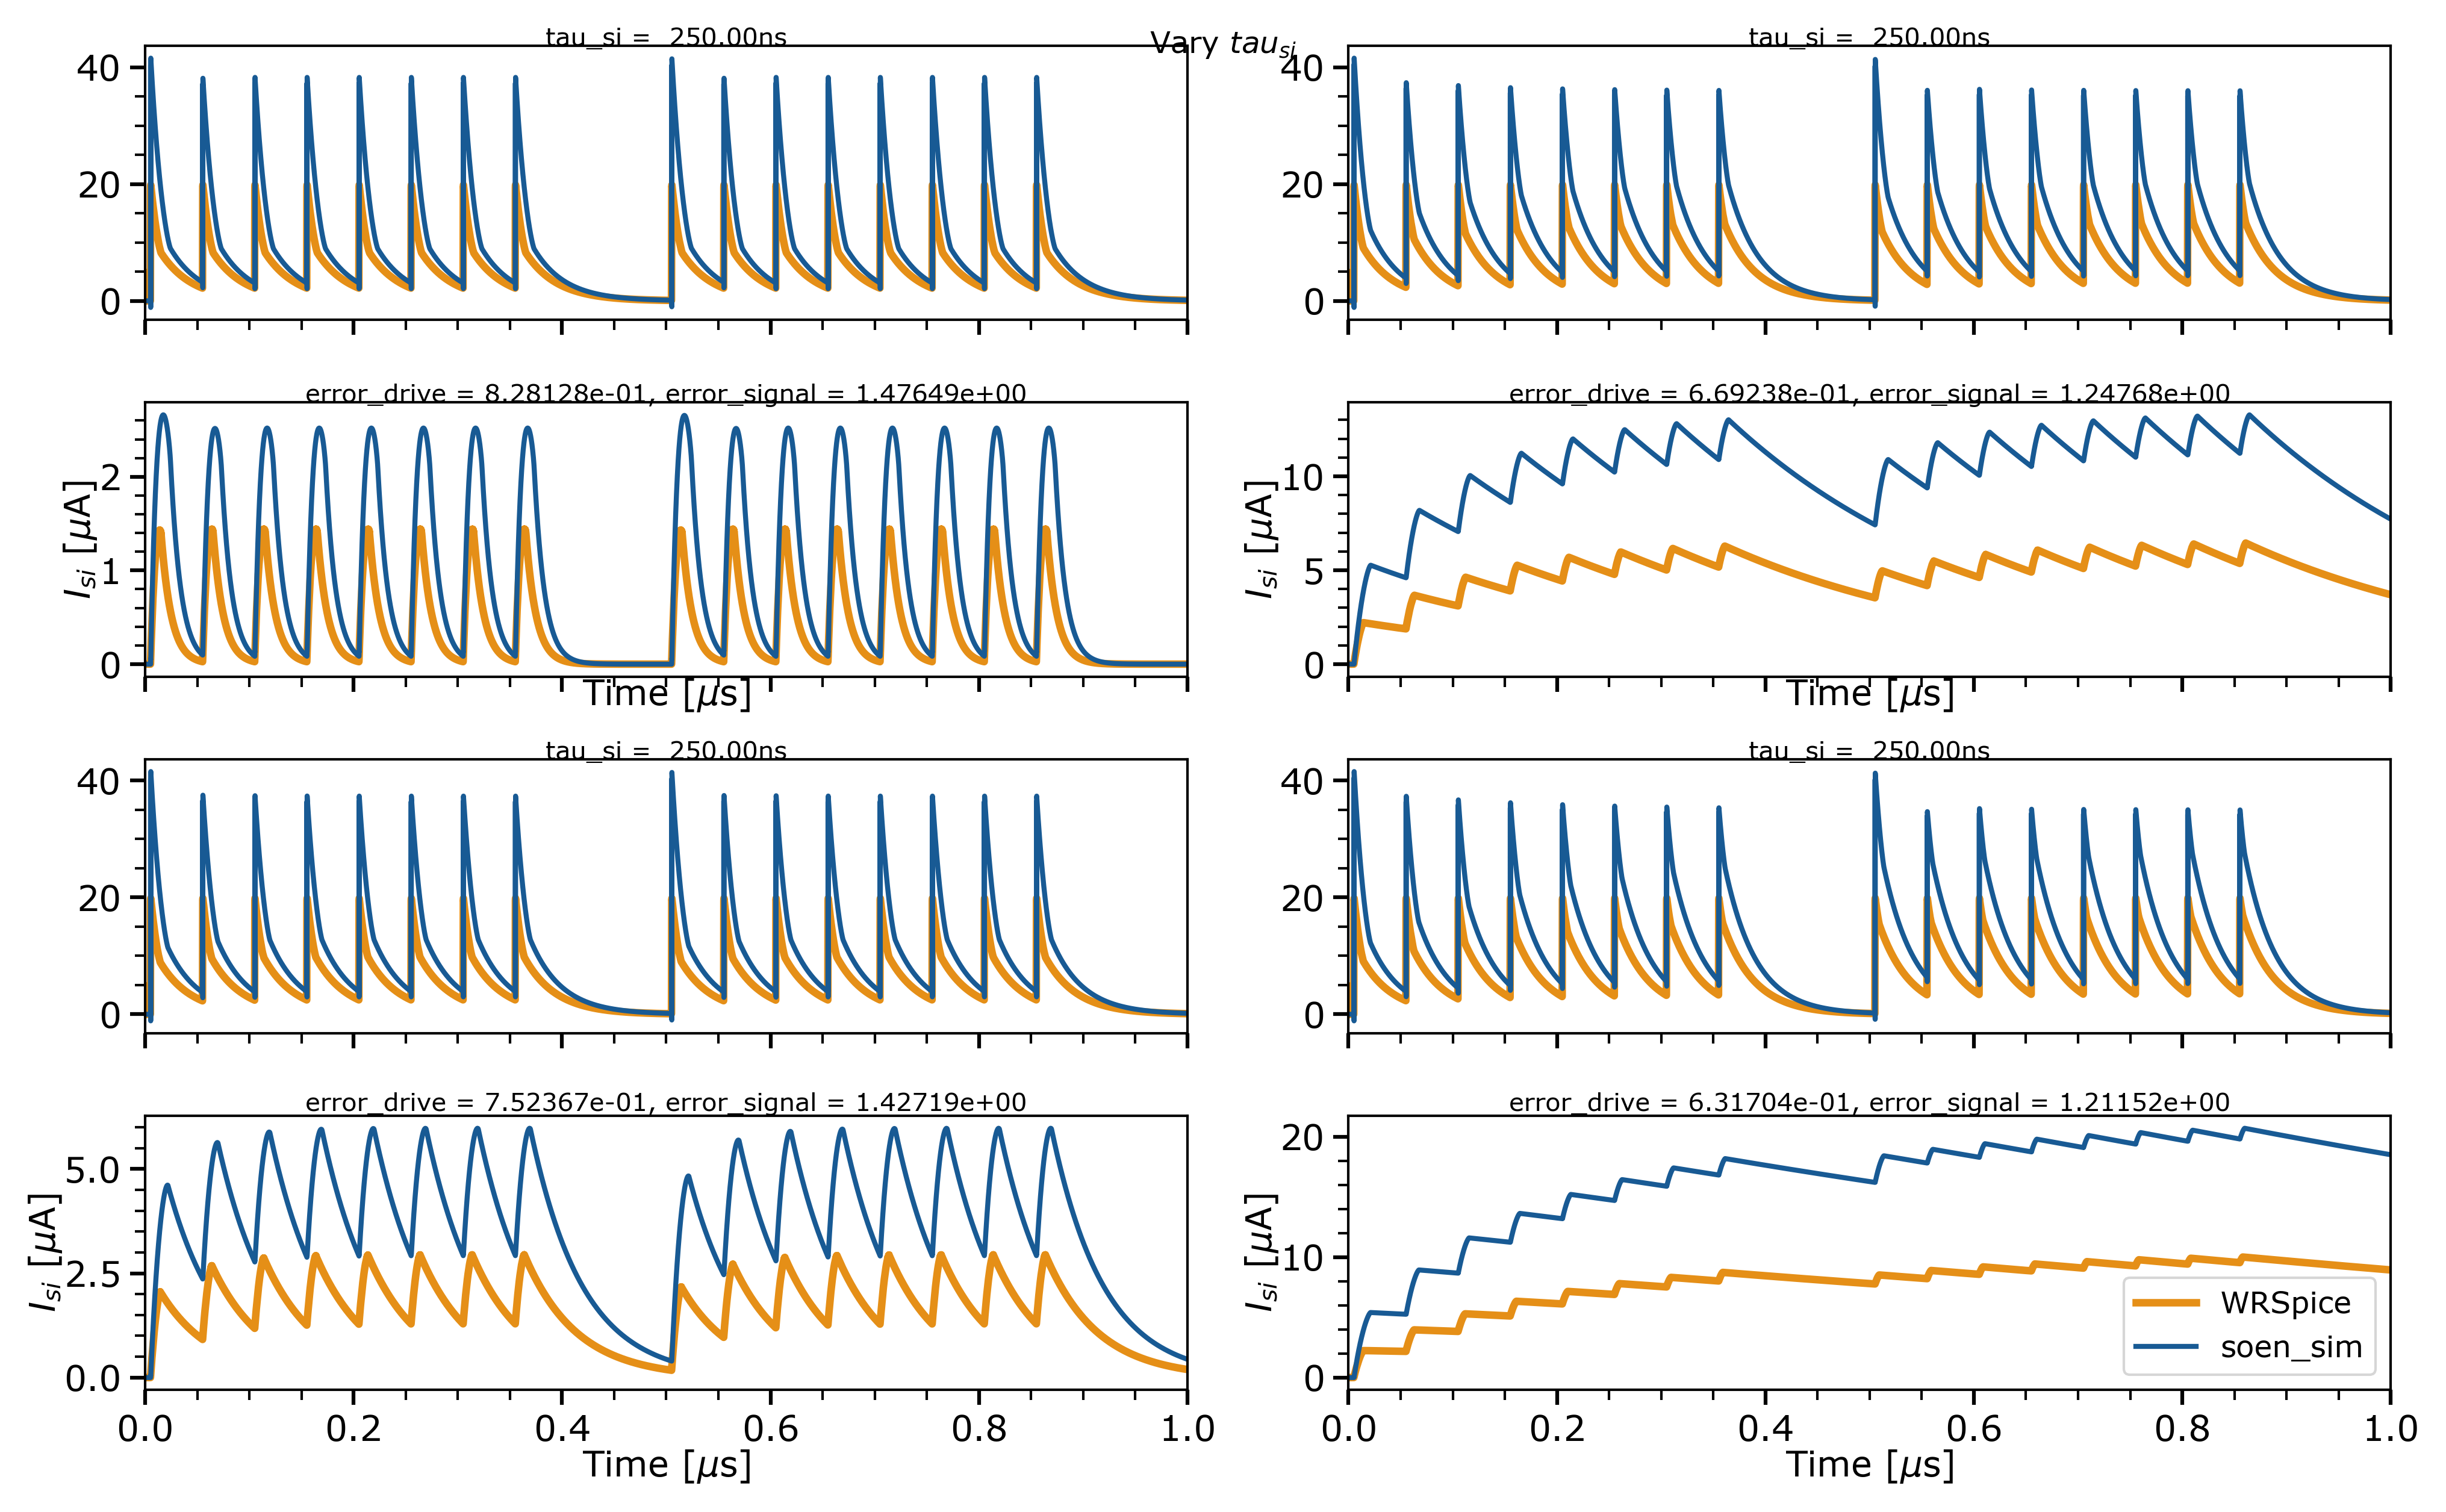 Vary tau_si
tau_si =  250.00ns
40
20
0
tau_si =  250.00ns
40
20
0
error_drive = 8.28128e-01, error_signal = 1.47649e+00
I_si [μA]
2
1
0
Time [μs]
error_drive = 6.69238e-01, error_signal = 1.24768e+00
I_si [μA]
10
5
0
Time [μs]
tau_si =  250.00ns
40
20
0
tau_si =  250.00ns
40
20
0
error_drive = 7.52367e-01, error_signal = 1.42719e+00
I_si [μA]
5.0
2.5
0.0
0.0 0.2 0.4 0.6 0.8 1.0
Time [μs]
error_drive = 6.31704e-01, error_signal = 1.21152e+00
I_si [μA]
20
10
0
WRSpice
soen_sim
0.0 0.2 0.4 0.6 0.8 1.0
Time [μs]